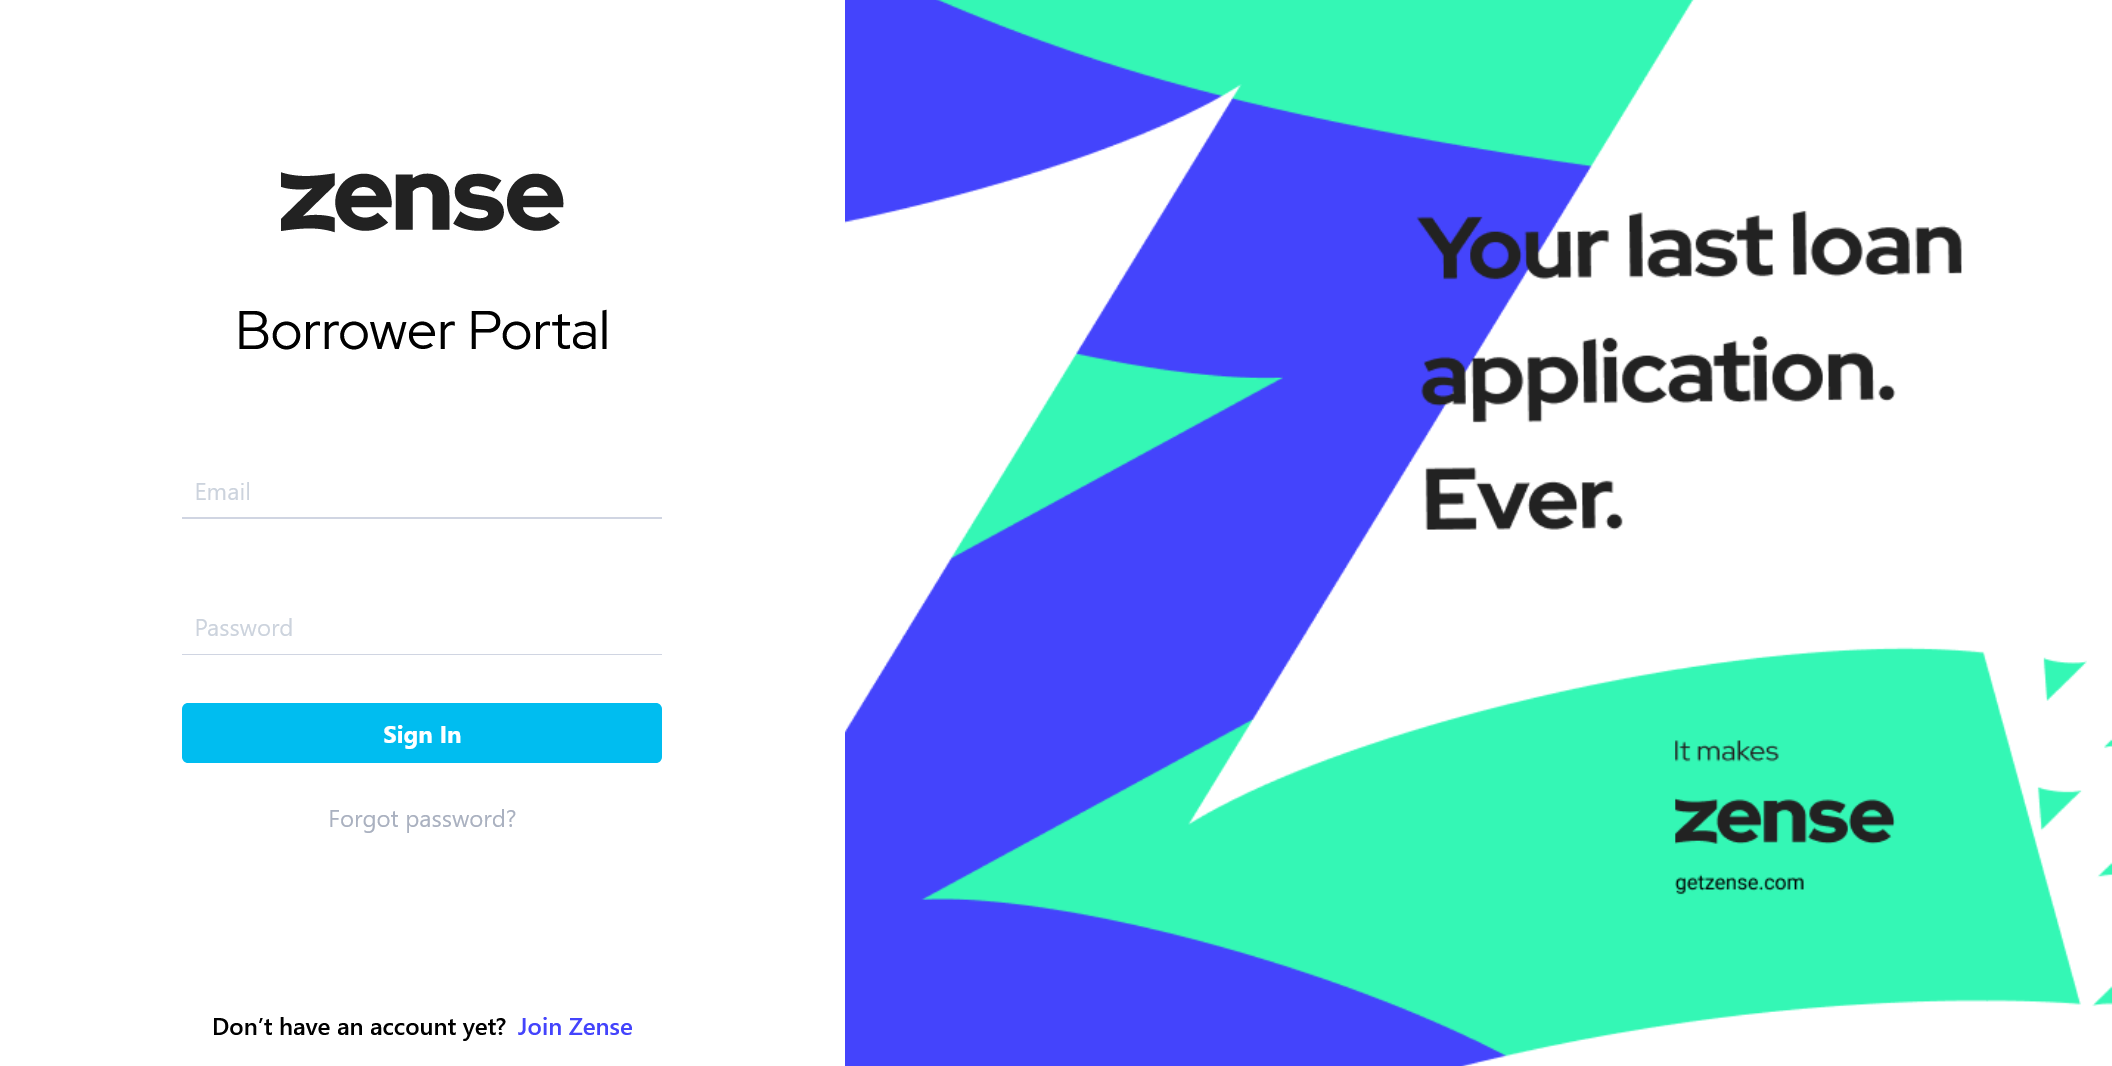 zense
Borrower Portal
Email
Password
Sign In
Forgot password?
Don't have an account yet? Join Zense
Your last loan
application.
Ever.
It makes
zense
getzense.com